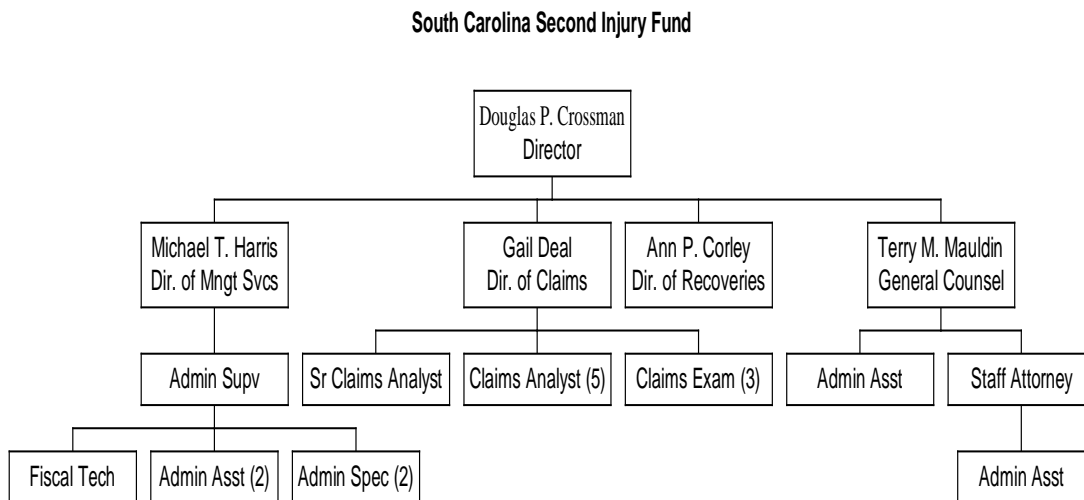 South Carolina Second Injury Fund
Douglas P. Crossman
Director
Michael T. Harris
Dir. of Mngt Svcs
Gail Deal
Dir. of Claims
Ann P. Corley
Dir. of Recoveries
Terry M. Mauldin
General Counsel
Admin Supv
Sr Claims Analyst
Claims Analyst (5)
Claims Exam (3)
Admin Asst
Staff Attorney
Fiscal Tech
Admin Asst (2)
Admin Spec (2)
Admin Asst